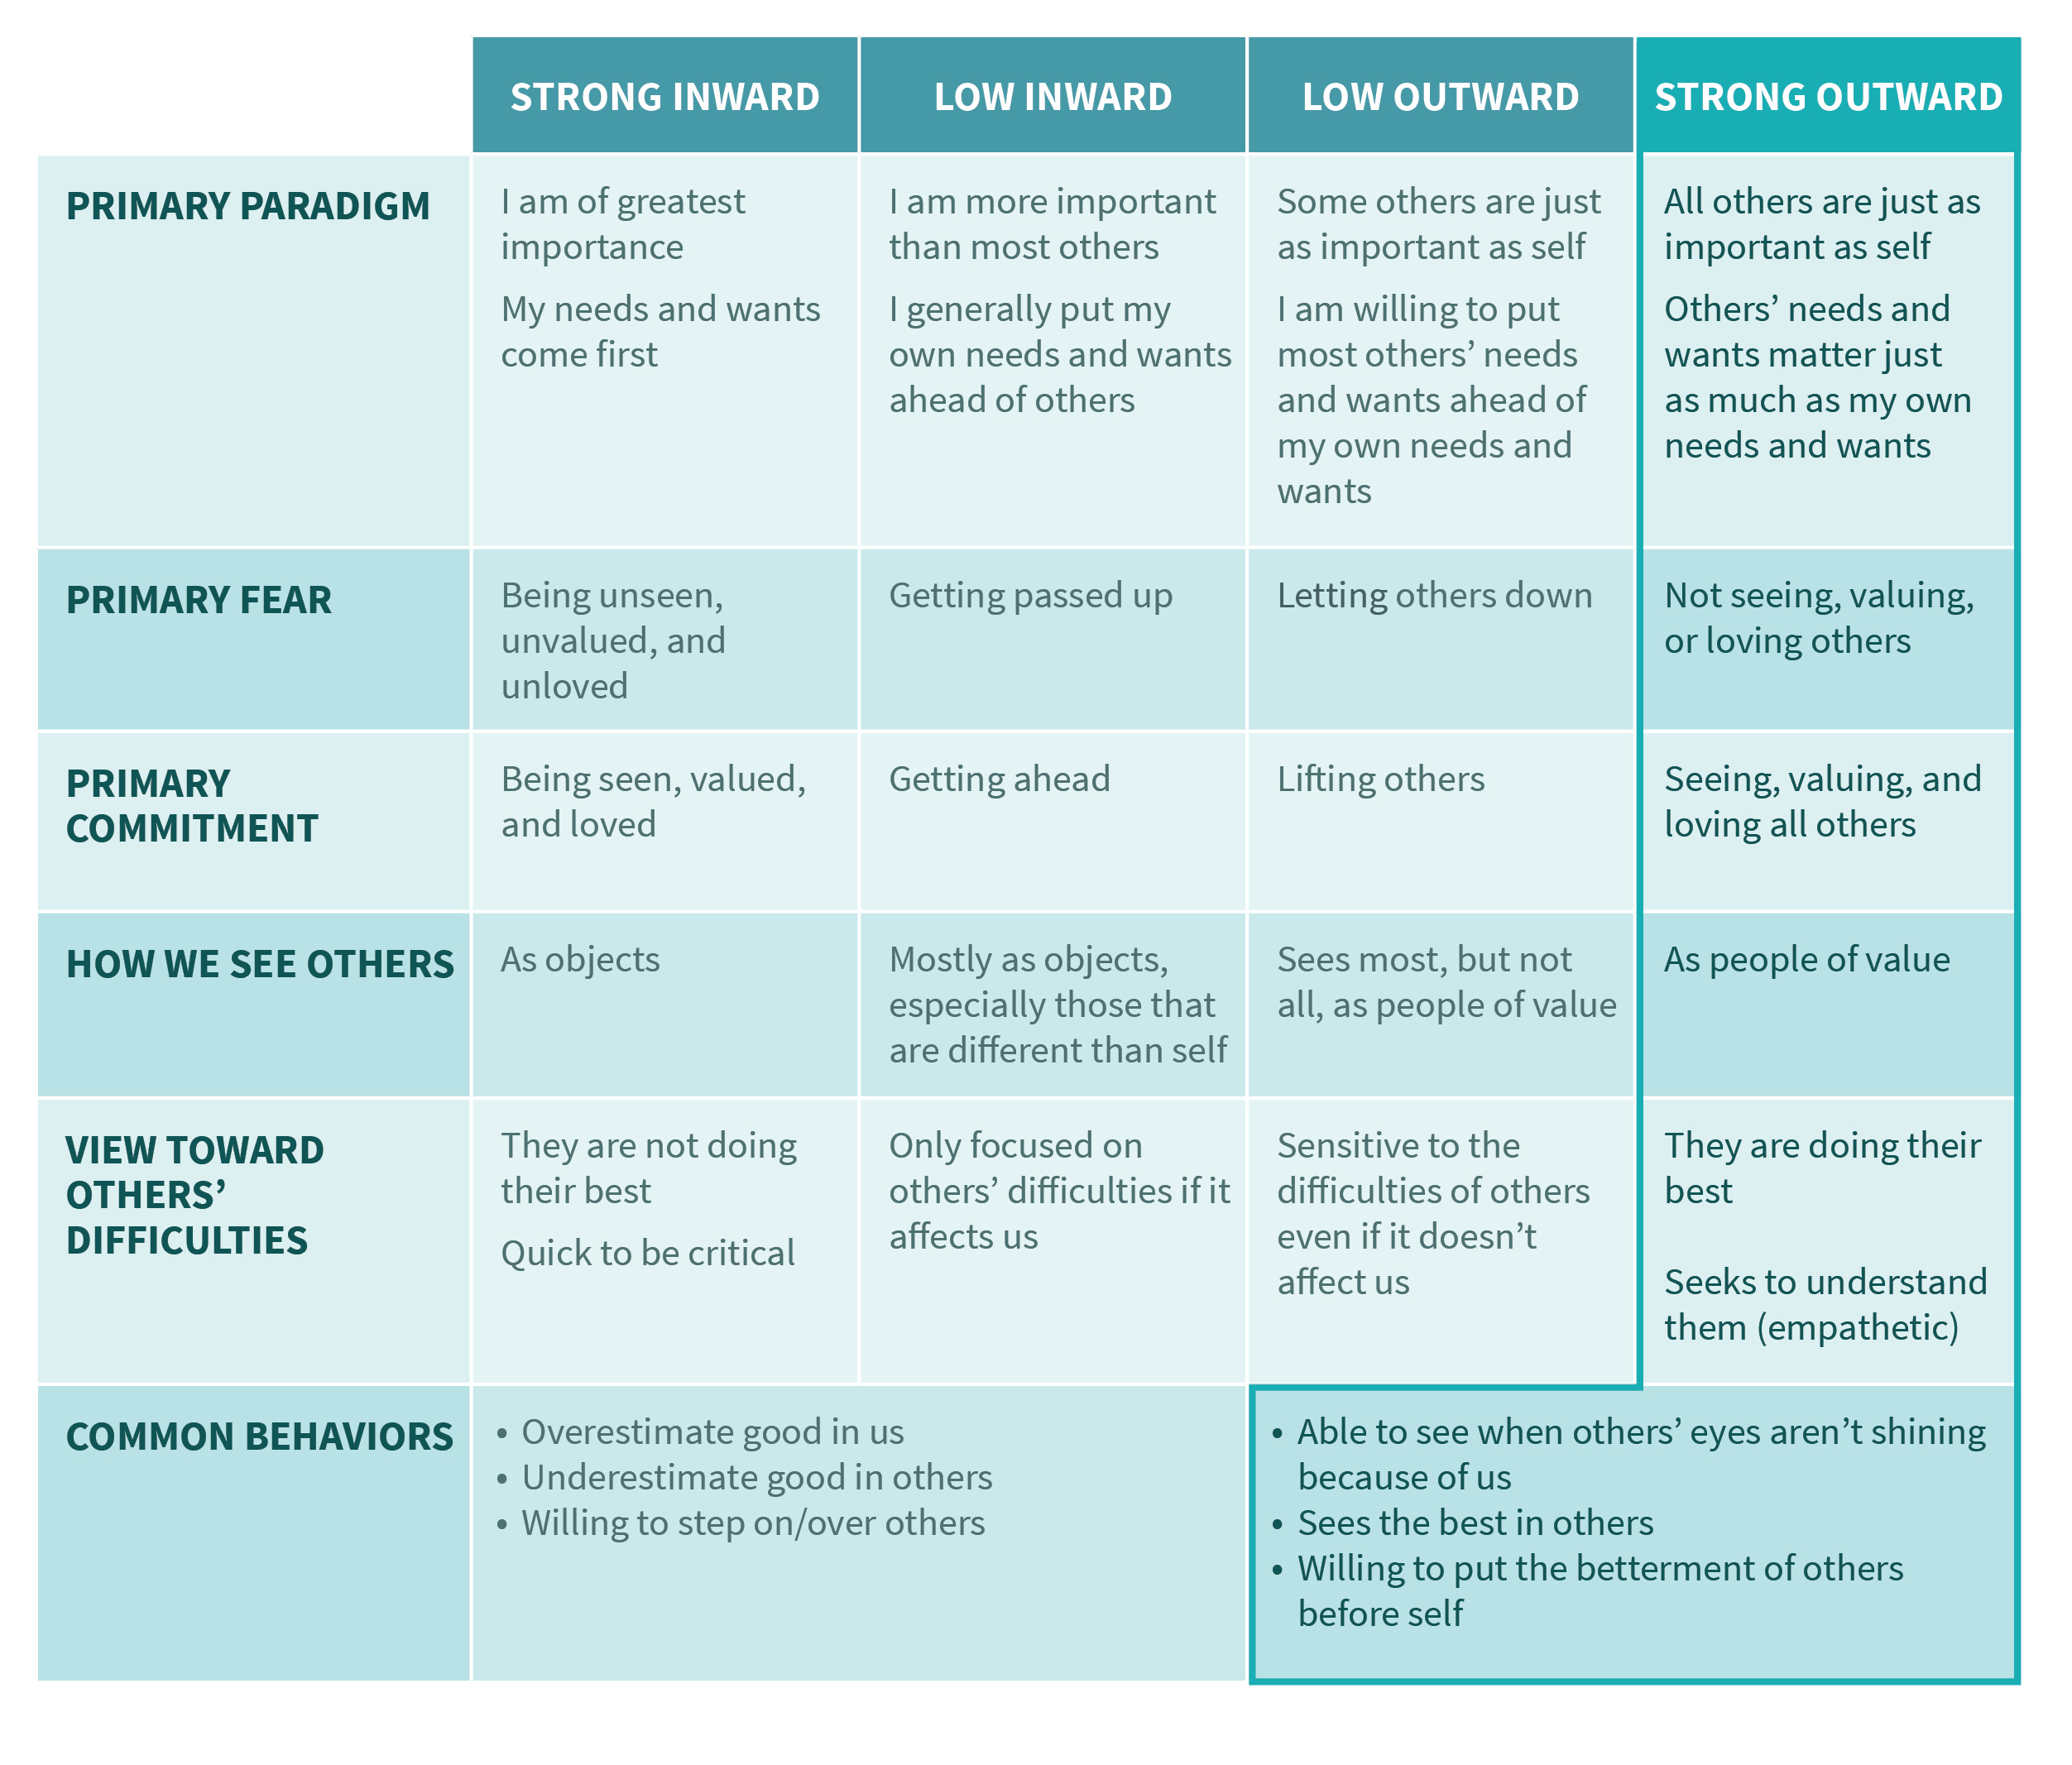 STRONG INWARD
LOW INWARD
LOW OUTWARD
STRONG OUTWARD
PRIMARY PARADIGM
I am of greatest
importance
My needs and wants
come first
I am more important
than most others
I generally put my
own needs and wants
ahead of others
Some others are just
as important as self
I am willing to put
most others’ needs
and wants ahead of
my own needs and
wants
All others are just as
important as self
Others’ needs and
wants matter just
as much as my own
needs and wants
PRIMARY FEAR
Being unseen,
unvalued, and
unloved
Getting passed up
Letting others down
Not seeing, valuing,
or loving others
PRIMARY
COMMITMENT
Being seen, valued,
and loved
Getting ahead
Lifting others
Seeing, valuing, and
loving all others
HOW WE SEE OTHERS
As objects
Mostly as objects,
especially those that
are different than self
Sees most, but not
all, as people of value
As people of value
VIEW TOWARD
OTHERS’
DIFFICULTIES
They are not doing
their best
Quick to be critical
Only focused on
others’ difficulties if it
affects us
Sensitive to the
difficulties of others
even if it doesn’t
affect us
They are doing their
best
Seeks to understand
them (empathetic)
COMMON BEHAVIORS
• Overestimate good in us
• Underestimate good in others
• Willing to step on/over others
• Able to see when others’ eyes aren’t shining
because of us
• Sees the best in others
• Willing to put the betterment of others
before self